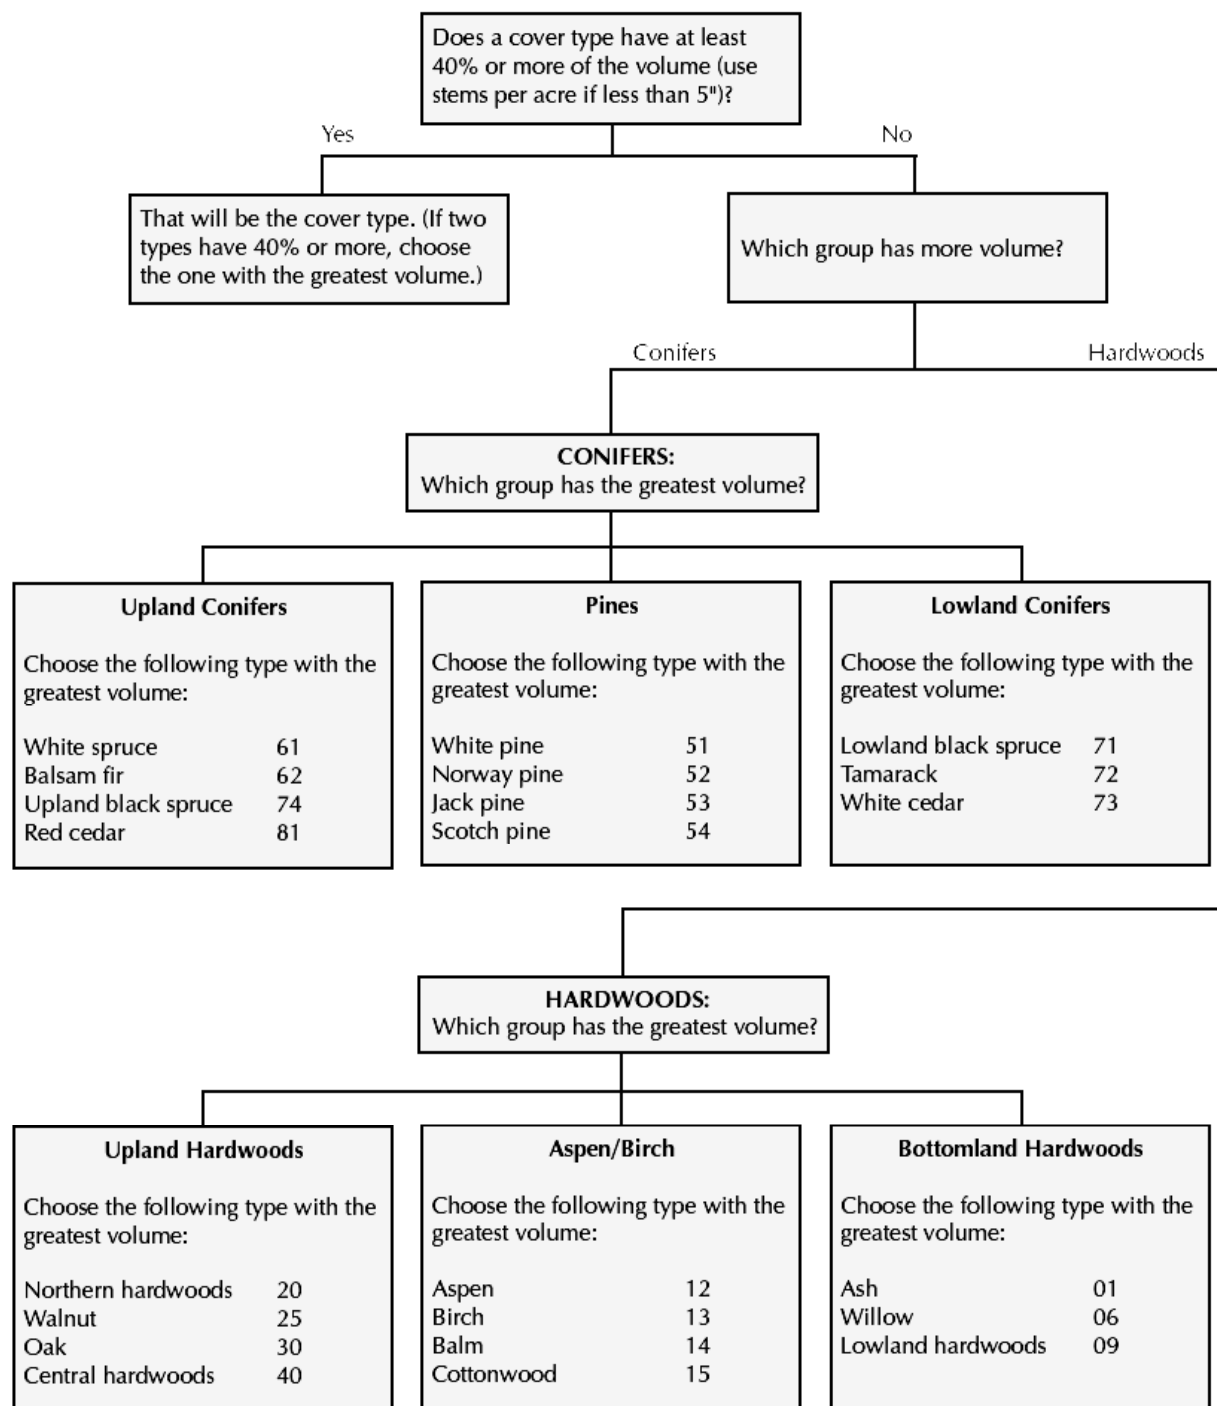 Does a cover type have at least
40% or more of the volume (use
stems per acre if less than 5")?
Yes
No
That will be the cover type. (If two
types have 40% or more, choose
the one with the greatest volume.)
Which group has more volume?
Conifers
Hardwoods
CONIFERS:
Which group has the greatest volume?
Upland Conifers
Choose the following type with the
greatest volume:
White spruce 61
Balsam fir 62
Upland black spruce 74
Red cedar 81
Pines
Choose the following type with the
greatest volume:
White pine 51
Norway pine 52
Jack pine 53
Scotch pine 54
Lowland Conifers
Choose the following type with the
greatest volume:
Lowland black spruce 71
Tamarack 72
White cedar 73
HARDWOODS:
Which group has the greatest volume?
Upland Hardwoods
Choose the following type with the
greatest volume:
Northern hardwoods 20
Walnut 25
Oak 30
Central hardwoods 40
Aspen/Birch
Choose the following type with the
greatest volume:
Aspen 12
Birch 13
Balm 14
Cottonwood 15
Bottomland Hardwoods
Choose the following type with the
greatest volume:
Ash 01
Willow 06
Lowland hardwoods 09